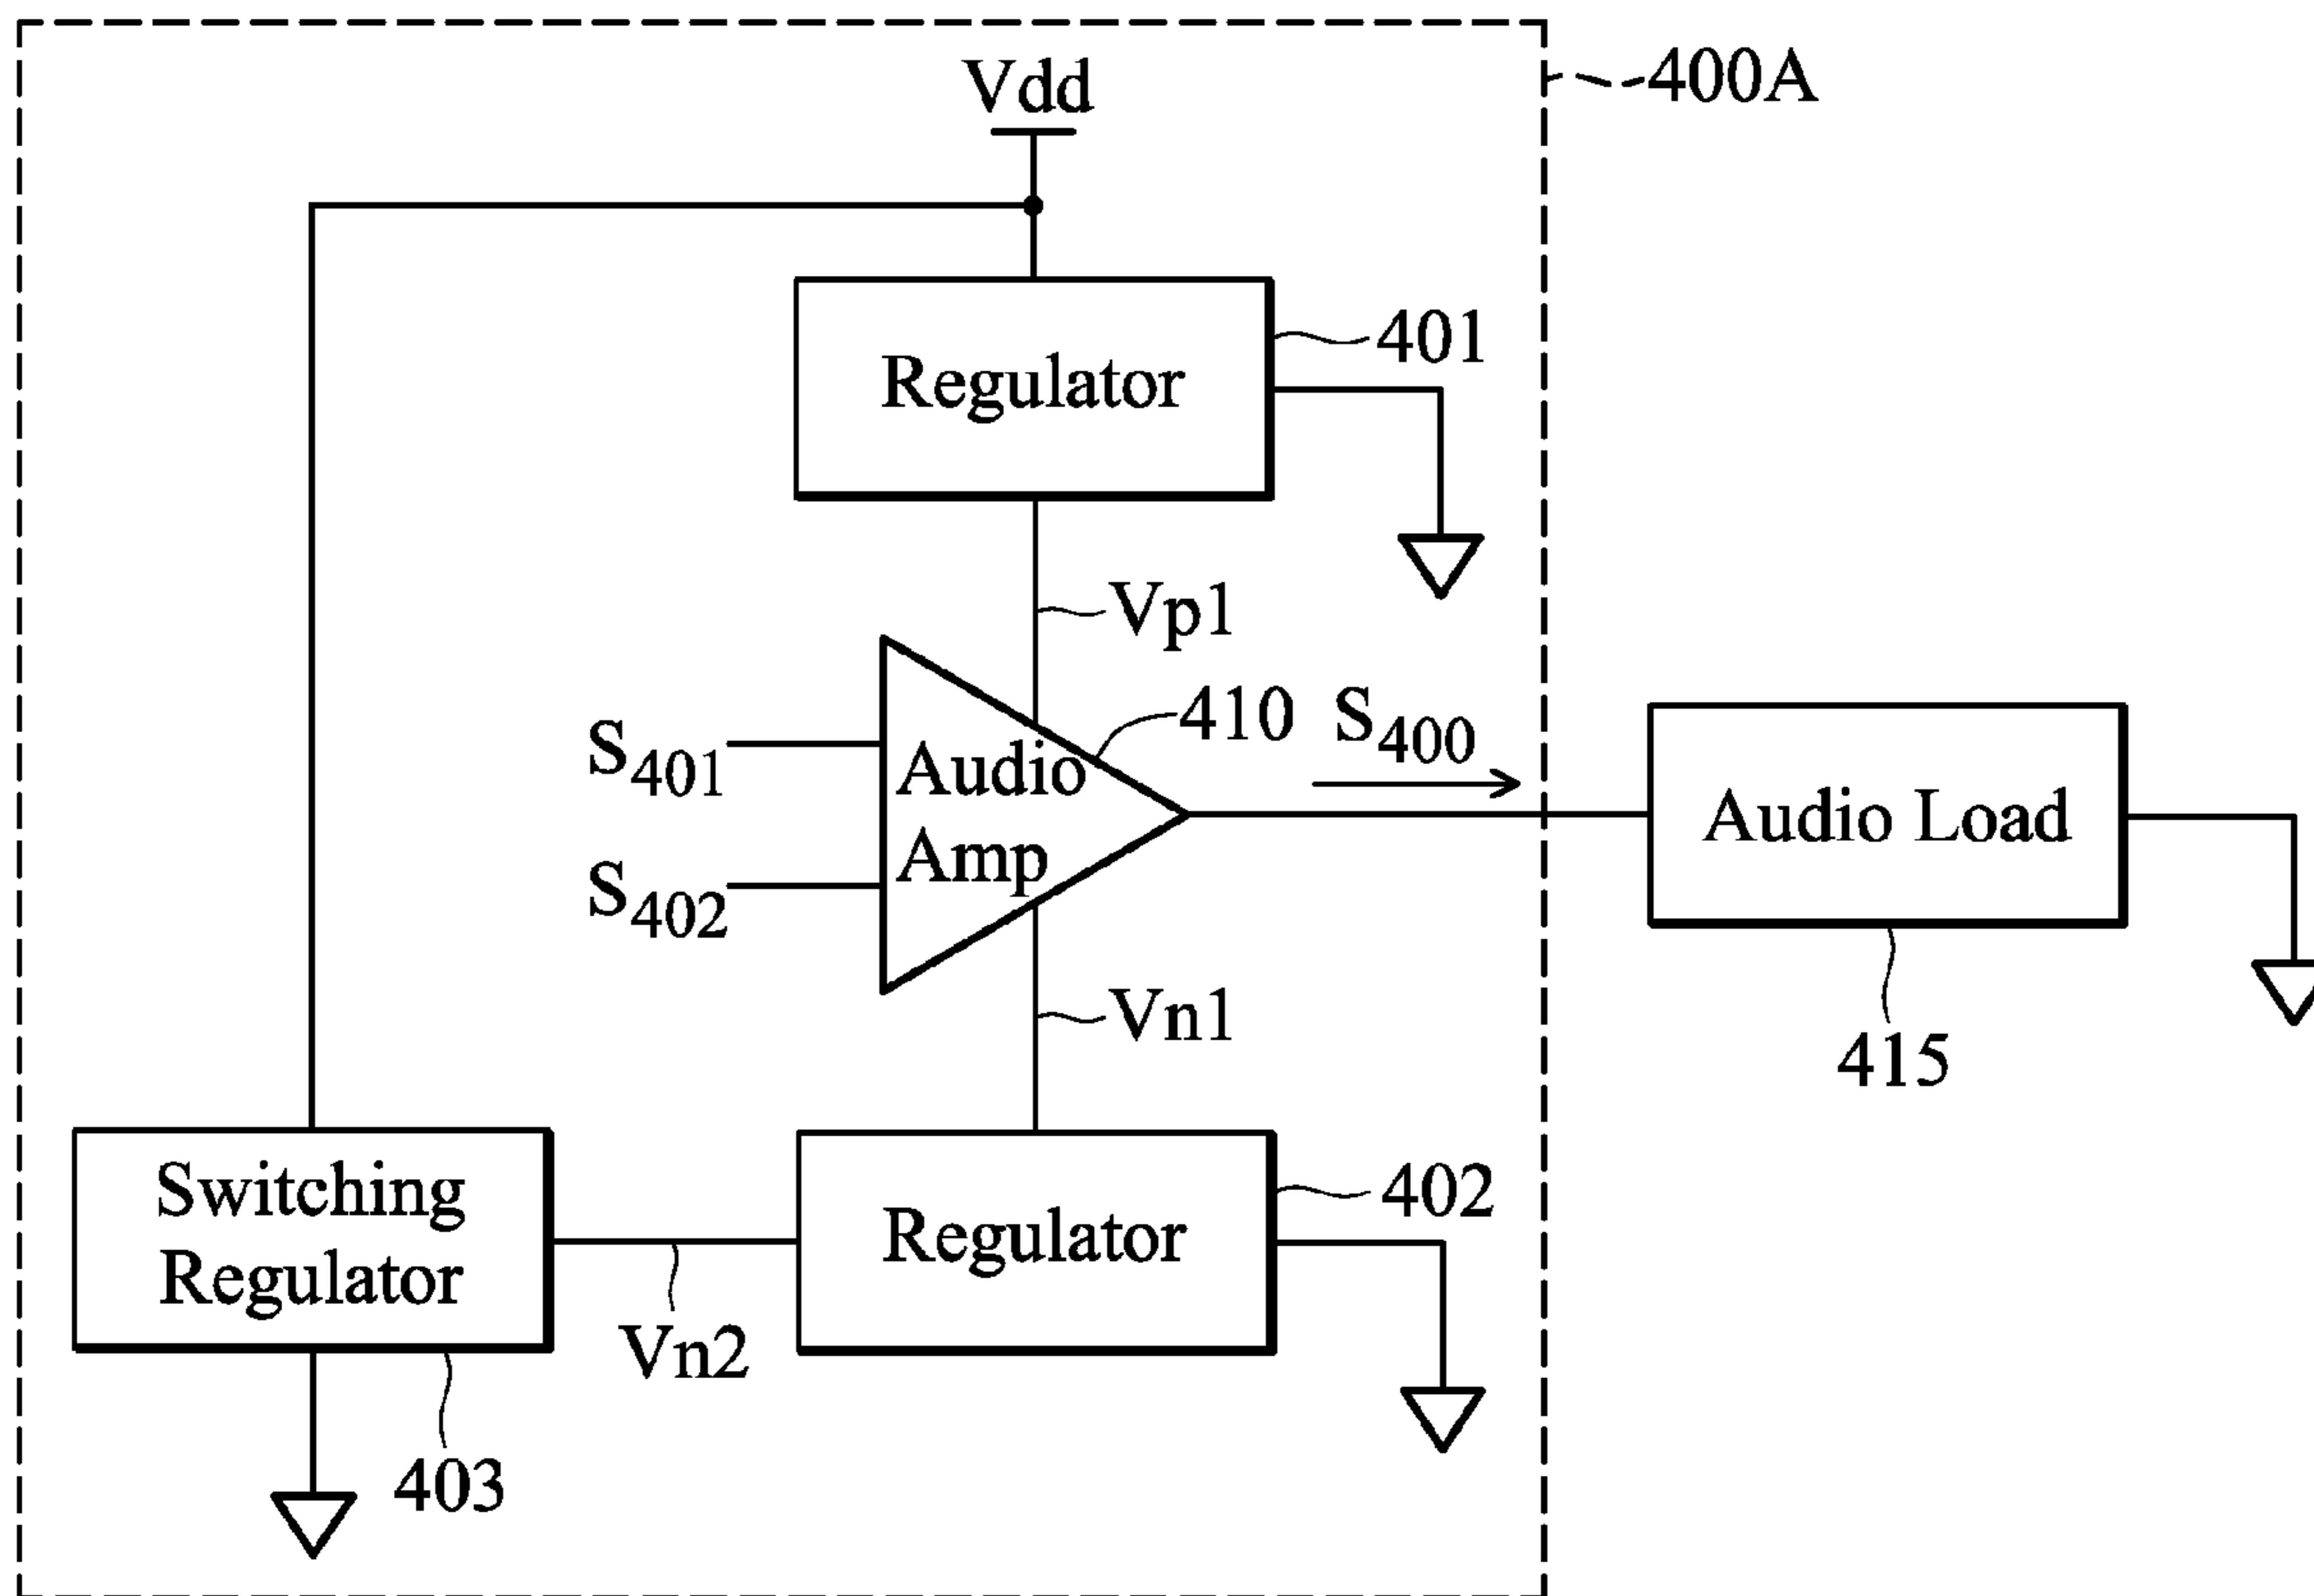 Vdd
400A
Regulator
401
Vp1
410
S400
S401
S402
Audio
Amp
Audio Load
415
Vn1
Switching
Regulator
403
Vn2
Regulator
402